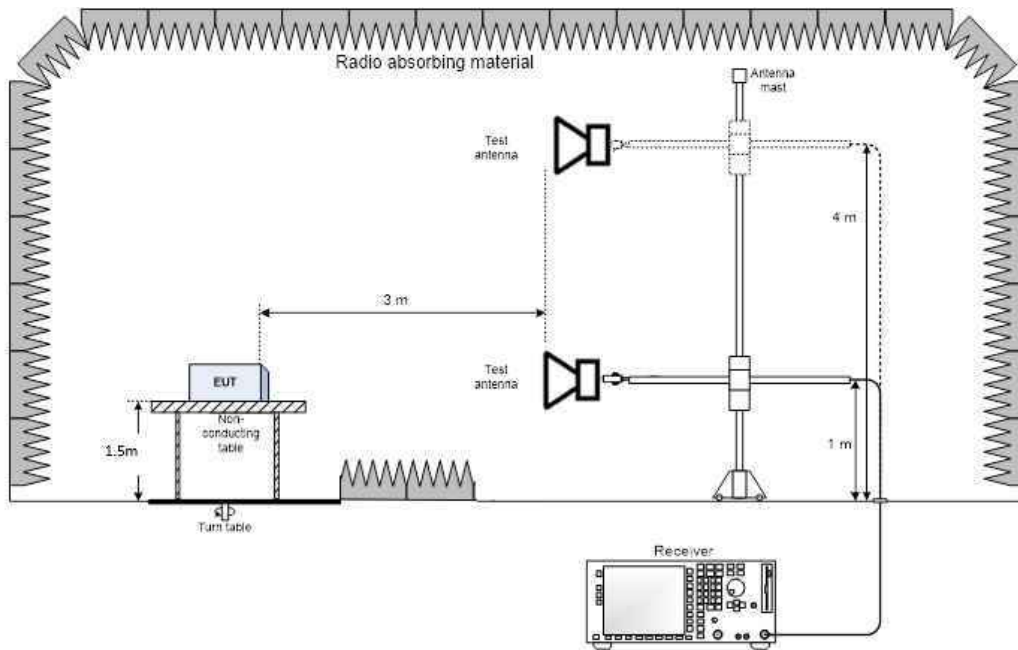 Radio absorbing material
Antenna
mast
Test
antenna
4 m
3 m
EUT
Test
antenna
Non-
conducting
table
1.5m
1 m
Turn table
Receiver